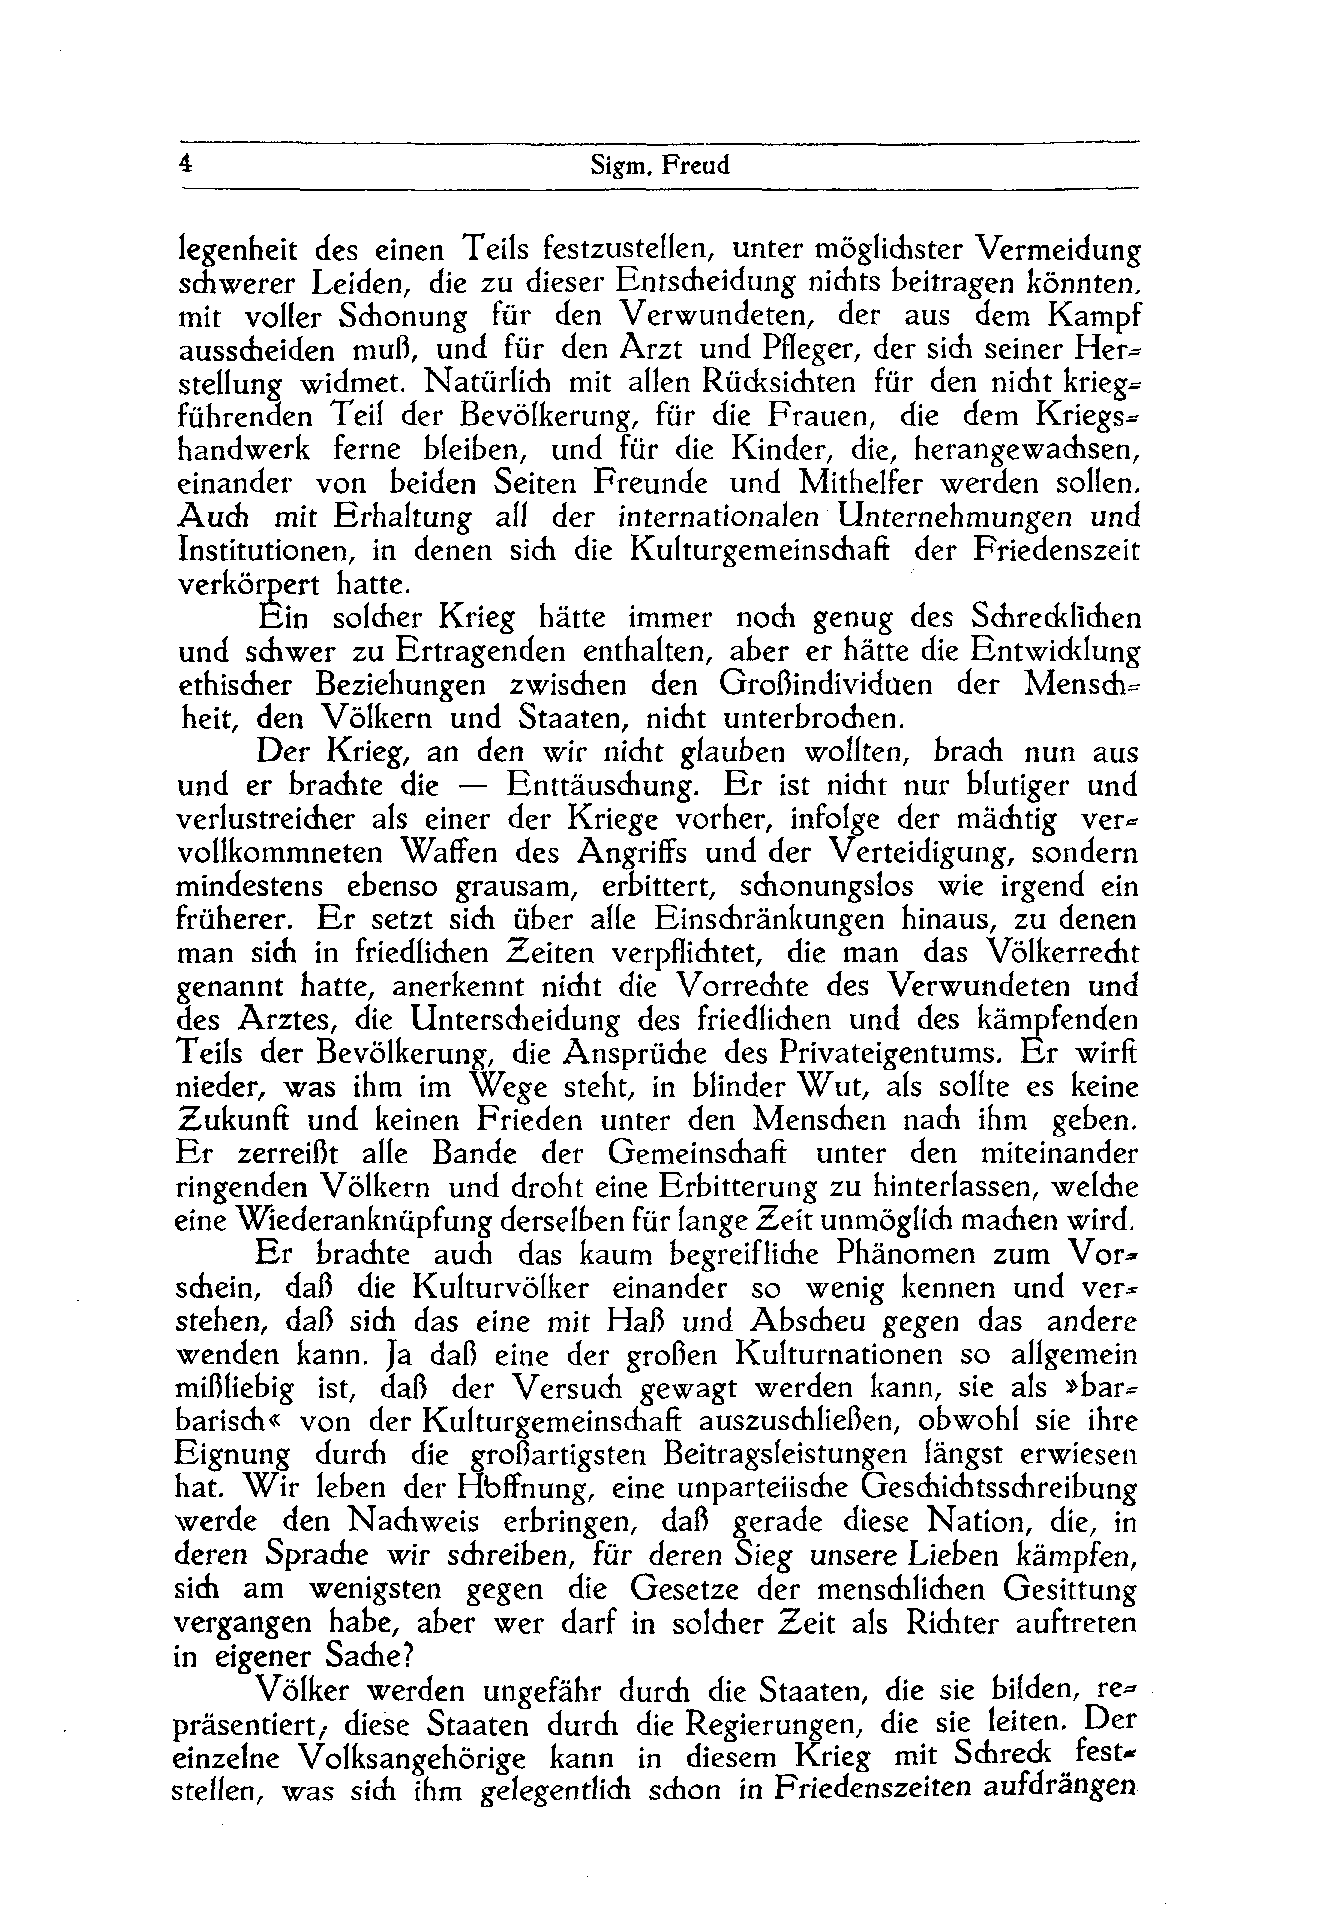 4 Sigm. Freud
legenheit des einen Teils festzustellen, unter möglichster Vermeidung
schwerer Leiden, die zu dieser Entscheidung nichts beitragen könnten,
mit voller Schonung für den Verwundeten, der aus dem Kampf
ausscheiden muß, und für den Arzt und Pfleger, der sich seiner Her-
stellung widmet. Natürlich mit allen Rücksichten für den nicht krieg-
führenden Teil der Bevölkerung, für die Frauen, die dem Kriegs-
handwerk ferne bleiben, und für die Kinder, die, herangewachsen,
einander von beiden Seiten Freunde und Mithelfer werden sollen.
Auch mit Erhaltung all der internationalen Unternehmungen und
Institutionen, in denen sich die Kulturgemeinschaft der Friedenszeit
verkörpert hatte.
Ein solcher Krieg hätte immer noch genug des Schrecklichen
und schwer zu Ertragenden enthalten, aber er hätte die Entwicklung
ethischer Beziehungen zwischen den Großindividuen der Mensch-
heit, den Völkern und Staaten, nicht unterbrochen.
Der Krieg, an den wir nicht glauben wollten, brach nun aus
und er brachte die — Enttäuschung. Er ist nicht nur blutiger und
verlustreicher als einer der Kriege vorher, infolge der mächtig ver-
vollkommneten Waffen des Angriffs und der Verteidigung, sondern
mindestens ebenso grausam, erbittert, schonungslos wie irgend ein
früherer. Er setzt sich über alle Einschränkungen hinaus, zu denen
man sich in friedlichen Zeiten verpflichtet, die man das Völkerrecht
genannt hatte, anerkennt nicht die Vorrechte des Verwundeten und
des Arztes, die Unterscheidung des friedlichen und des kämpfenden
Teils der Bevölkerung, die Ansprüche des Privateigentums. Er wirft
nieder, was ihm im Wege steht, in blinder Wut, als sollte es keine
Zukunft und keinen Frieden unter den Menschen nach ihm geben.
Er zerreißt alle Bande der Gemeinschaft unter den miteinander
ringenden Völkern und droht eine Erbitterung zu hinterlassen, welche
eine Wiederanknüpfung derselben für lange Zeit unmöglich machen wird.
Er brachte auch das kaum begreifliche Phänomen zum Vor-
schein, daß die Kulturvölker einander so wenig kennen und ver-
stehen, daß sich das eine mit Haß und Abscheu gegen das andere
wenden kann. Ja daß eine der großen Kulturnationen so allgemein
mißliebig ist, daß der Versuch gewagt werden kann, sie als »bar-
barisch« von der Kulturgemeinschaft auszuschließen, obwohl sie ihre
Eignung durch die großartigsten Beitragsleistungen längst erwiesen
hat. Wir leben der Hoffnung, eine unparteiische Geschichtsschreibung
werde den Nachweis erbringen, daß gerade diese Nation, die, in
deren Sprache wir schreiben, für deren Sieg unsere Lieben kämpfen,
sich am wenigsten gegen die Gesetze der menschlichen Gesittung
vergangen habe, aber wer darf in solcher Zeit als Richter auftreten
in eigener Sache?
Völker werden ungefähr durch die Staaten, die sie bilden, re-
präsentiert; diese Staaten durch die Regierungen, die sie leiten. Der
einzelne Volksangehörige kann in diesem Krieg mit Schreck fest-
stellen, was sich ihm gelegentlich schon in Friedenszeiten aufdrängen